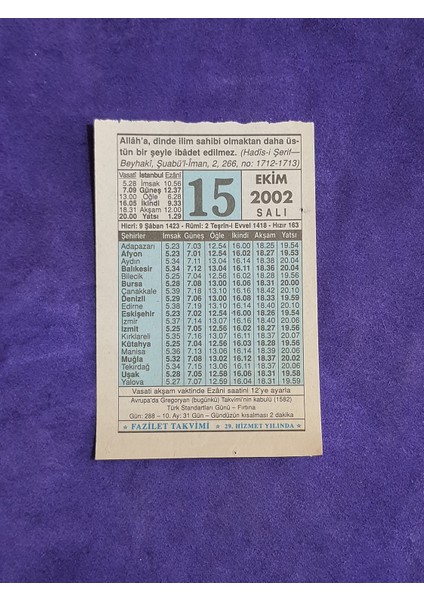 Allâh'a, dinde ilim sahibi olmaktan daha üs-
tün bir şeyle ibâdet edilmez. (Hadîs-i Şerif—
Beyhakî, Şuabü'l-Îman, 2, 266, no: 1712-1713)
Vasatî İstanbul Ezânî
5.28 İmsak 10.56
7.09 Güneş 12.37
13.00 Öğle 6.28
16.05 İkindi 9.33
18.31 Akşam 12.00
20.00 Yatsı 1.29
15
EKİM
2002
SALI
Hicrî: 9 Şâban 1423 - Rûmî: 2 Teşrîn-i Evvel 1418 - Hızır 163
Şehirler İmsak Güneş Öğle İkindi Akşam Yatsı
Adapazarı 5.23 7.03 12.54 16.00 18.25 19.54
Afyon 5.23 7.01 12.54 16.02 18.27 19.53
Aydın 5.34 7.11 13.04 16.14 18.38 20.04
Balıkesir 5.34 7.12 13.04 16.11 18.36 20.04
Bilecik 5.25 7.04 12.56 16.02 18.27 19.56
Bursa 5.28 7.08 13.00 16.06 18.31 20.00
Çanakkale 5.39 7.18 13.10 16.16 18.42 20.10
Denizli 5.29 7.06 13.00 16.08 18.33 19.59
Edirne 5.38 7.19 13.10 16.14 18.40 20.10
Eskişehir 5.23 7.02 12.54 16.00 18.26 19.54
İzmir 5.37 7.14 13.07 16.16 18.40 20.06
İzmit 5.25 7.05 12.56 16.02 18.27 19.56
Kırklareli 5.35 7.16 13.07 16.11 18.37 20.07
Kütahya 5.25 7.04 12.56 16.03 18.28 19.56
Manisa 5.36 7.13 13.06 16.14 18.39 20.06
Muğla 5.32 7.08 13.02 16.12 18.37 20.02
Tekirdağ 5.34 7.15 13.06 16.11 18.37 20.06
Uşak 5.28 7.05 12.58 16.06 18.31 19.58
Yalova 5.27 7.07 12.59 16.04 18.31 19.59
Vasatî akşam vaktinde Ezânî saatini 12'ye ayarla
Avrupa'da Gregoryan (bugünkü) Takvimi'nin kabulü (1582)
Türk Standartları Günü – Fırtına
Gün: 288 – 10. Ay: 31 Gün – Gündüzün kısalması 2 dakika
FAZİLET TAKVİMİ 29. HİZMET YILINDA